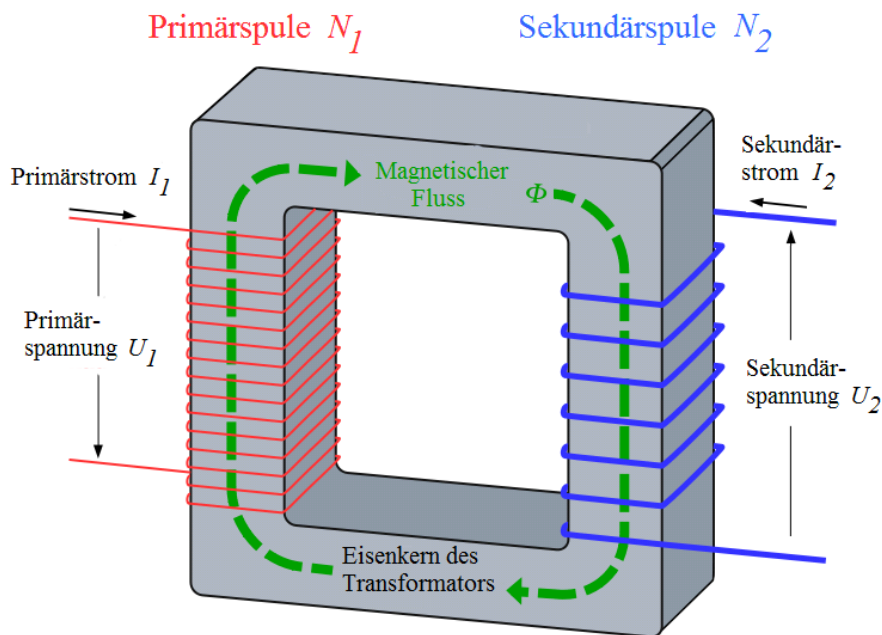 Primärspule N1
Sekundärspule N2
Primärstrom I1
Magnetischer
Fluss
Φ
Sekundär-
strom I2
Primär-
spannung U1
Sekundär-
spannung U2
Eisenkern des
Transformators